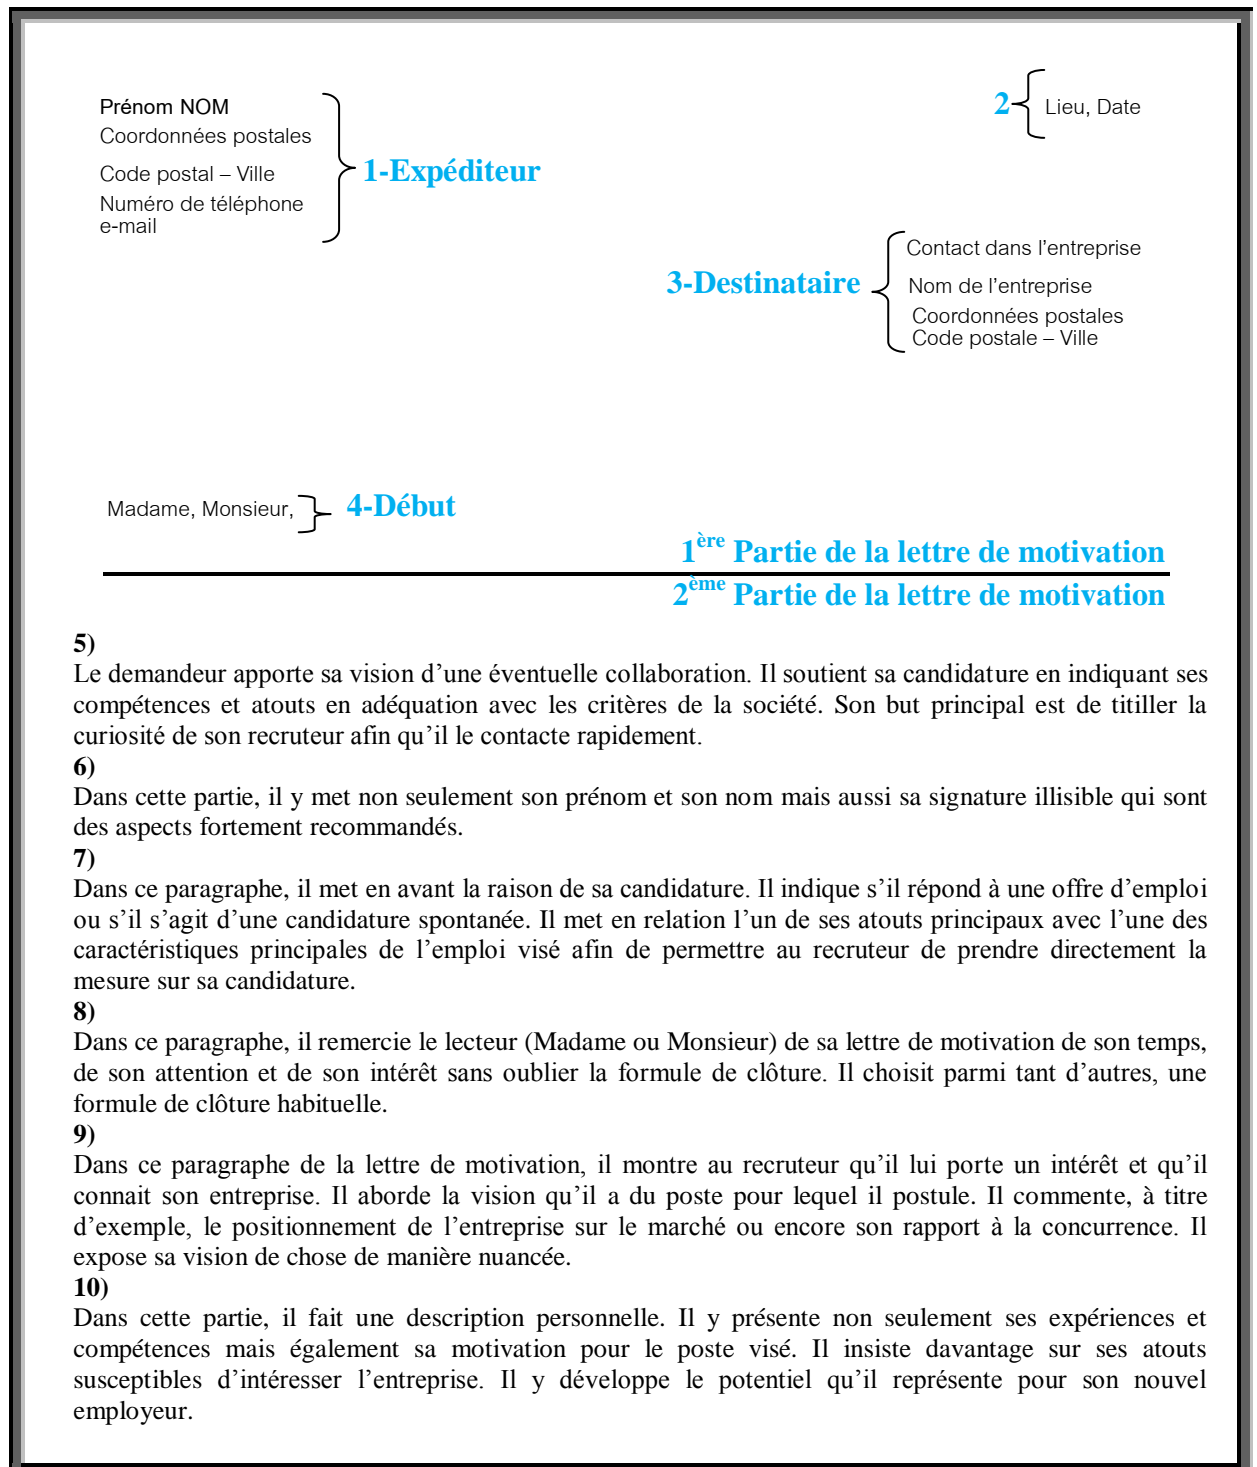 Prénom NOM
Coordonnées postales
Code postal – Ville
Numéro de téléphone
e-mail
1-Expéditeur
2
Lieu, Date
3-Destinataire
Contact dans l’entreprise
Nom de l’entreprise
Coordonnées postales
Code postale – Ville
Madame, Monsieur,
4-Début
1ère Partie de la lettre de motivation
2ème Partie de la lettre de motivation
5)
Le demandeur apporte sa vision d’une éventuelle collaboration. Il soutient sa candidature en indiquant ses
compétences et atouts en adéquation avec les critères de la société. Son but principal est de titiller la
curiosité de son recruteur afin qu’il le contacte rapidement.
6)
Dans cette partie, il y met non seulement son prénom et son nom mais aussi sa signature illisible qui sont
des aspects fortement recommandés.
7)
Dans ce paragraphe, il met en avant la raison de sa candidature. Il indique s’il répond à une offre d’emploi
ou s’il s’agit d’une candidature spontanée. Il met en relation l’un de ses atouts principaux avec l’une des
caractéristiques principales de l’emploi visé afin de permettre au recruteur de prendre directement la
mesure sur sa candidature.
8)
Dans ce paragraphe, il remercie le lecteur (Madame ou Monsieur) de sa lettre de motivation de son temps,
de son attention et de son intérêt sans oublier la formule de clôture. Il choisit parmi tant d’autres, une
formule de clôture habituelle.
9)
Dans ce paragraphe de la lettre de motivation, il montre au recruteur qu’il lui porte un intérêt et qu’il
connait son entreprise. Il aborde la vision qu’il a du poste pour lequel il postule. Il commente, à titre
d’exemple, le positionnement de l’entreprise sur le marché ou encore son rapport à la concurrence. Il
expose sa vision de chose de manière nuancée.
10)
Dans cette partie, il fait une description personnelle. Il y présente non seulement ses expériences et
compétences mais également sa motivation pour le poste visé. Il insiste davantage sur ses atouts
susceptibles d’intéresser l’entreprise. Il y développe le potentiel qu’il représente pour son nouvel
employeur.